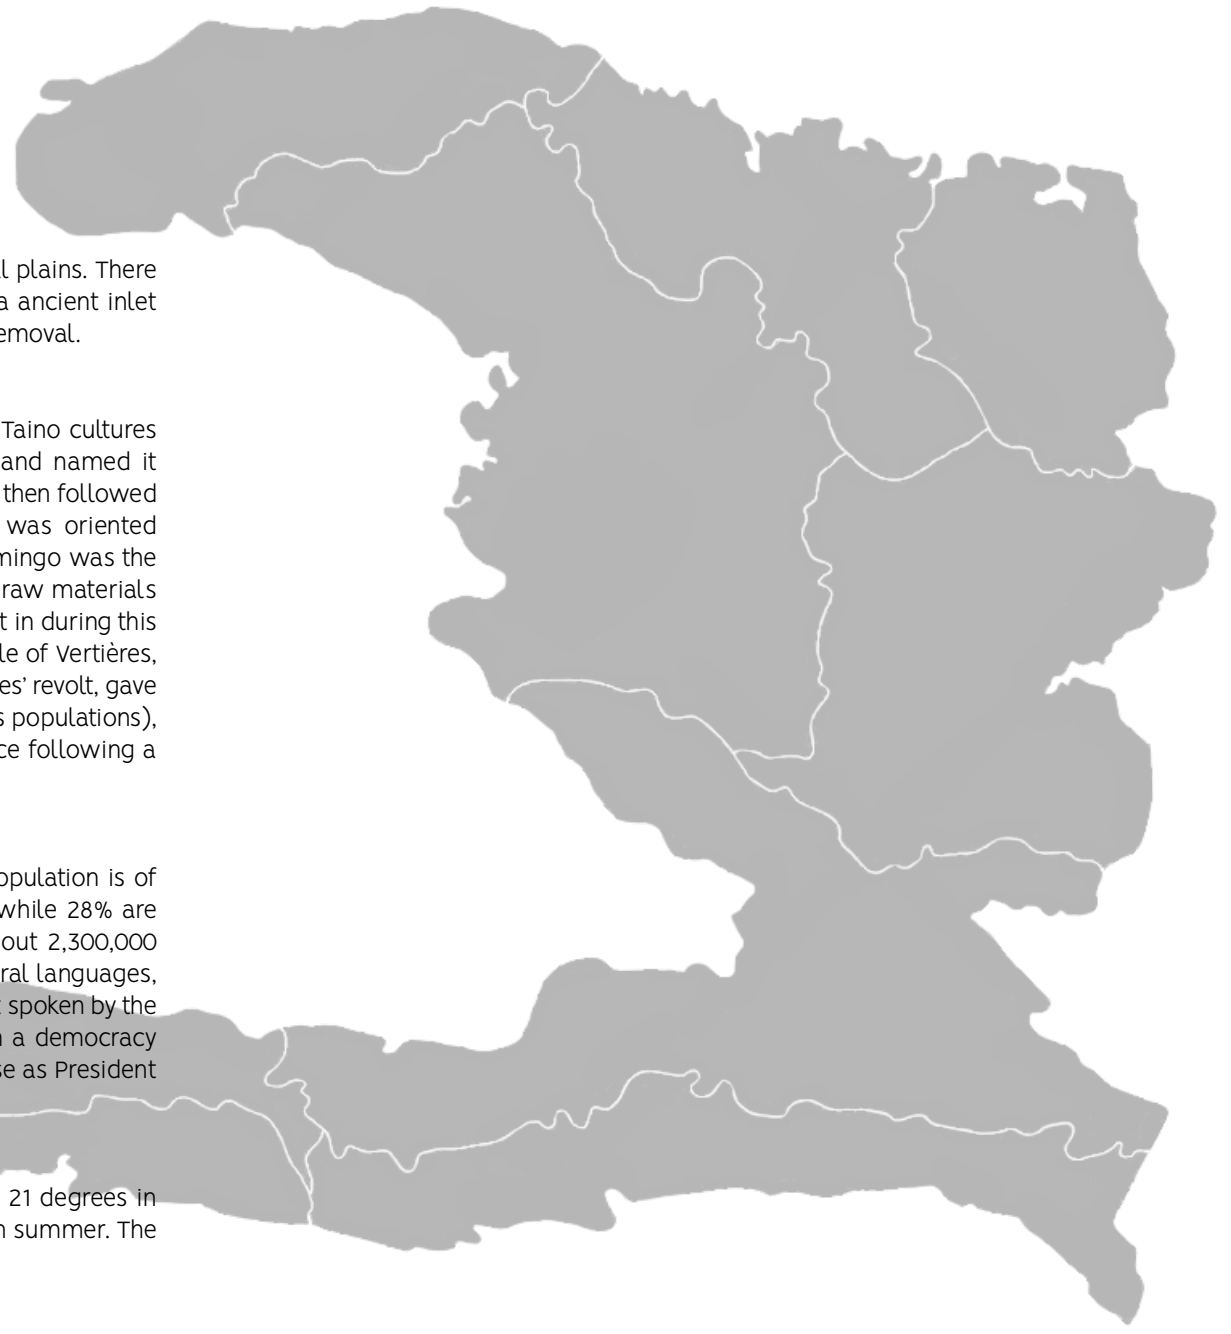 l plains. There
a ancient inlet
emoval.
Taino cultures
and named it
then followed
was oriented
mingo was the
raw materials
t in during this
le of Vertières,
es’ revolt, gave
s populations),
ce following a
opulation is of
while 28% are
out 2,300,000
ral languages,
t spoken by the
n a democracy
se as President
21 degrees in
n summer. The